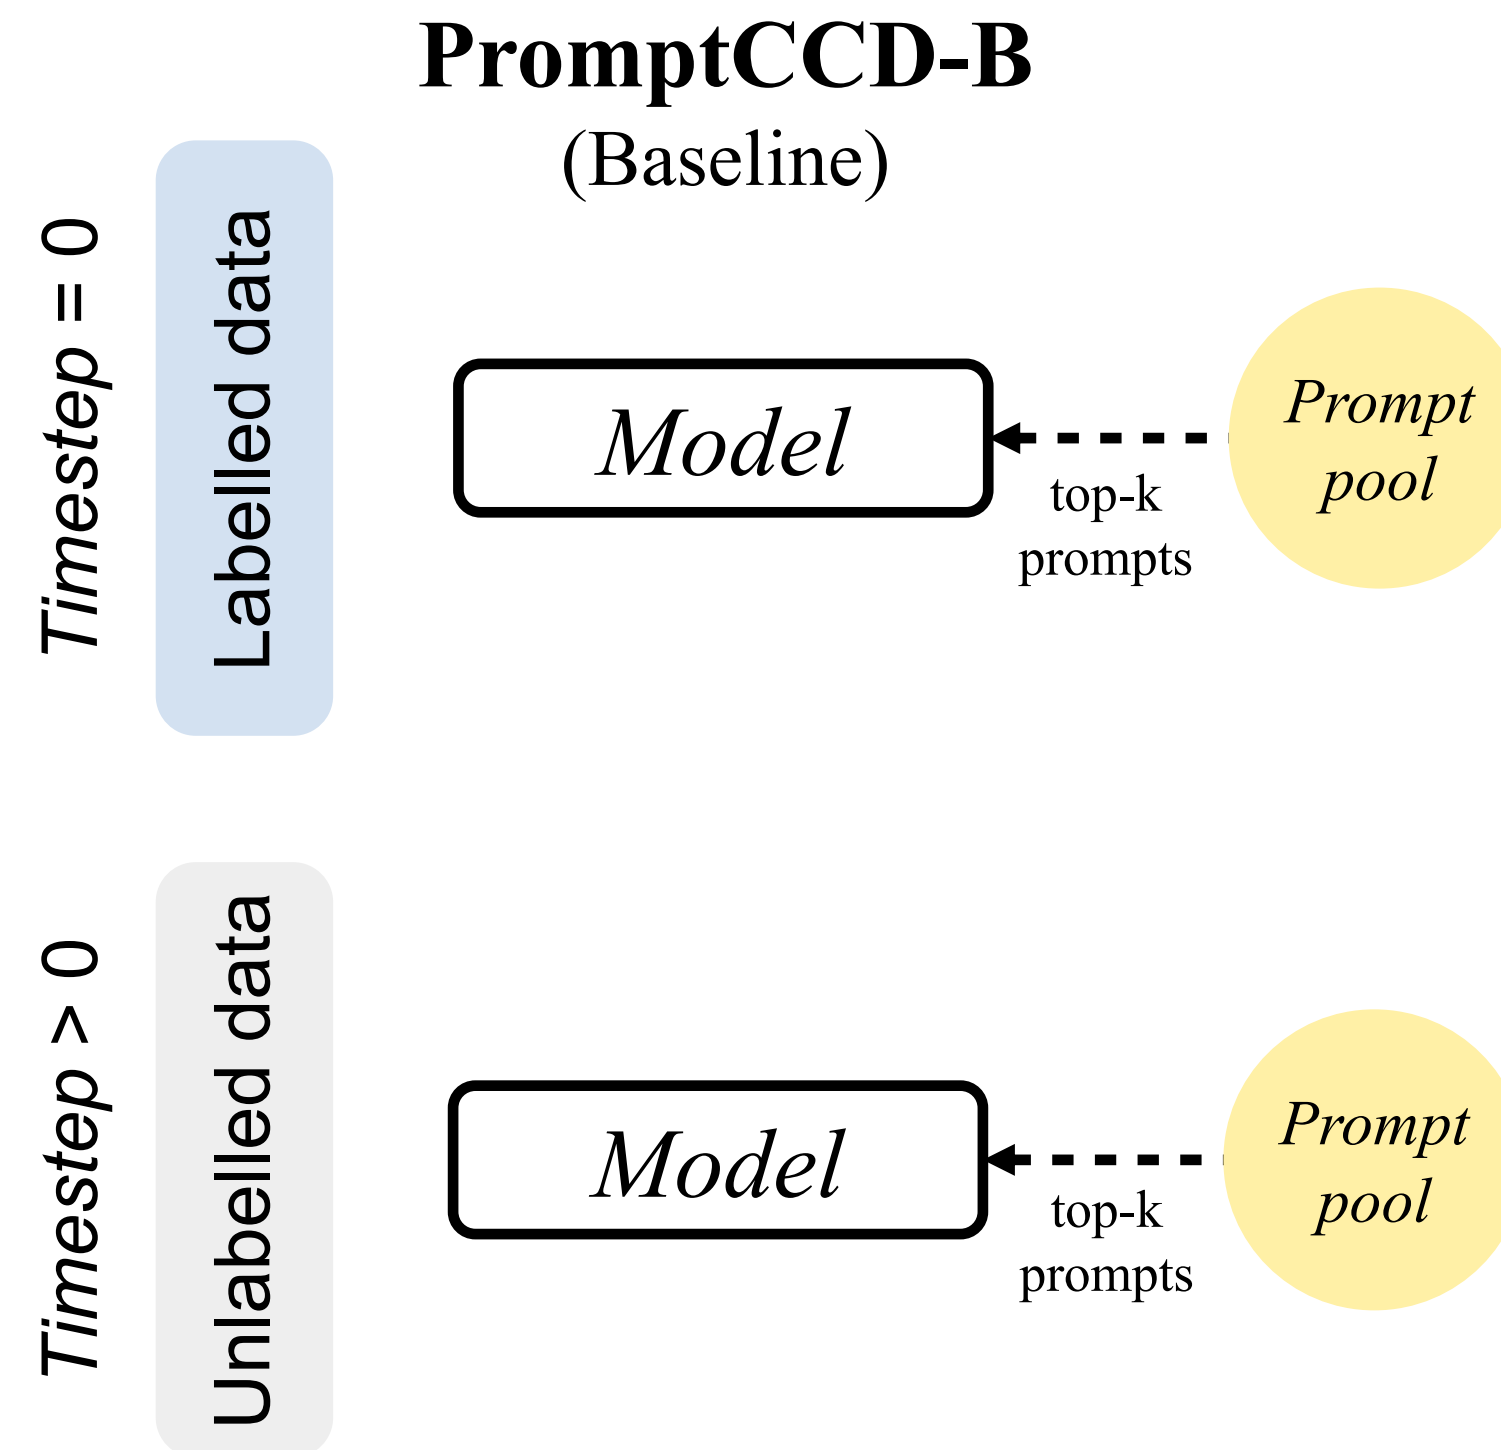 PromptCCD-B
(Baseline)
Timestep = 0
Labelled data
Model
top-k
prompts
Prompt
pool
Timestep > 0
Unlabelled data
Model
top-k
prompts
Prompt
pool